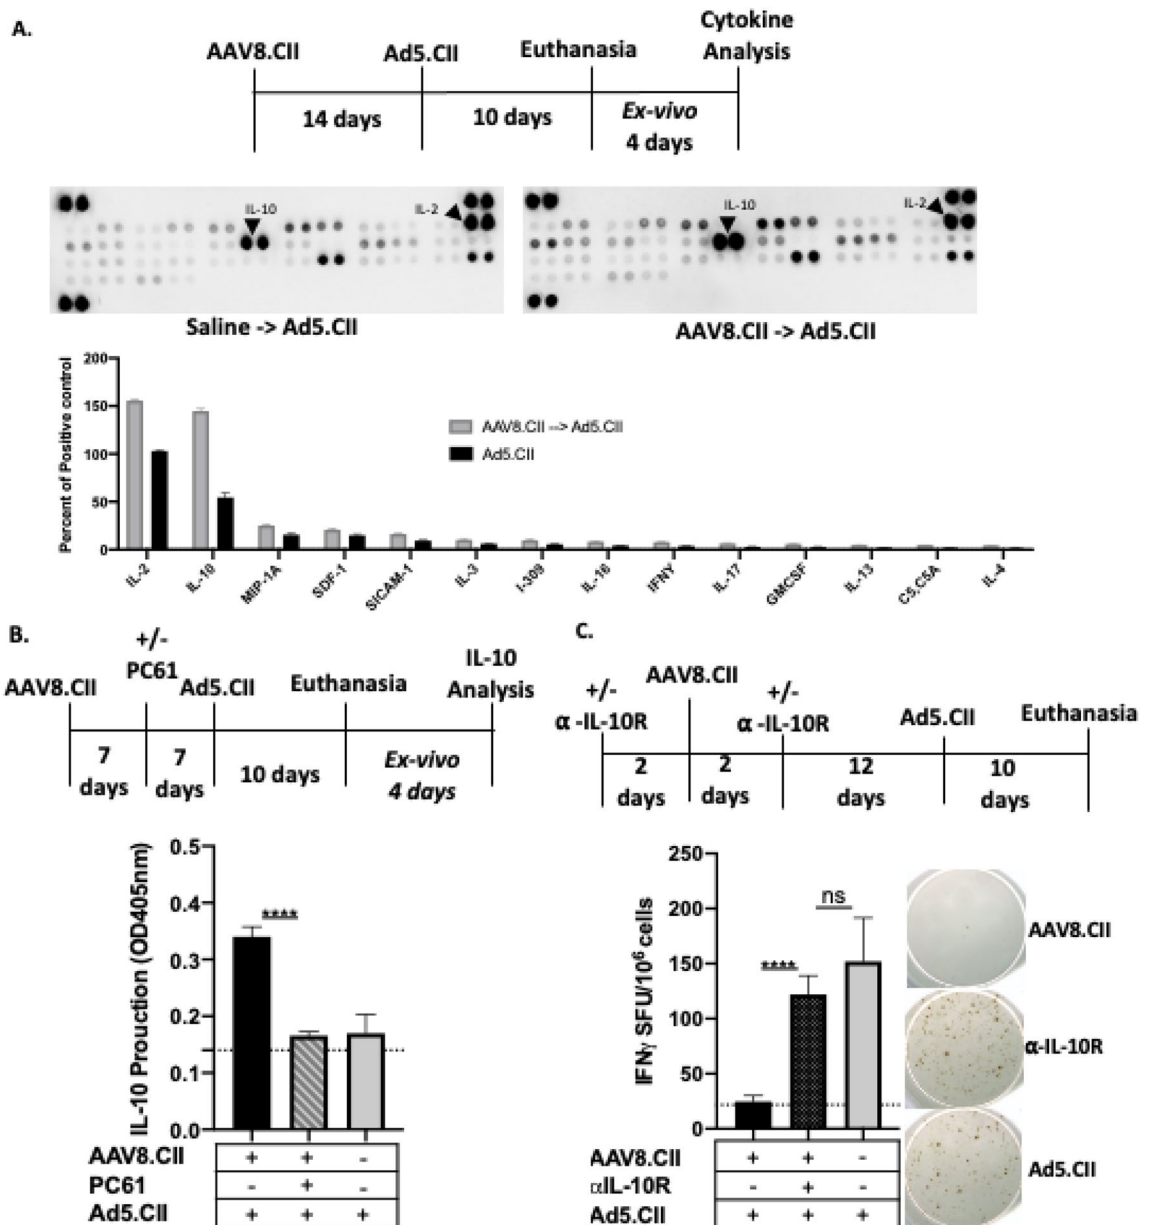 A.
AAV8.CII
Ad5.CII
Euthanasia
Cytokine
Analysis
14 days
10 days
Ex-vivo
4 days
IL-10
IL-2
IL-10
IL-2
Saline -> Ad5.CII
AAV8.CII -> Ad5.CII
Percent of Positive control
200
150
100
50
0
AAV8.CII --> Ad5.CII
Ad5.CII
IL-2
IL-10
MIP-1A
SDF-1
SICAM-1
IL-3
I-309
IL-16
IFNY
IL-17
GMCSF
IL-13
C5,C5A
IL-4
B.
AAV8.CII
+/-
PC61
Ad5.CII
Euthanasia
IL-10
Analysis
7
days
7
days
10 days
Ex-vivo
4 days
IL-10 Prouction (OD405nm)
0.5
0.4
0.3
0.2
0.1
0.0
****
AAV8.CII + + -
PC61 - + -
Ad5.CII + + +
C.
+/-
α -IL-10R
AAV8.CII
+/-
α -IL-10R
Ad5.CII
Euthanasia
2
days
2
days
12
days
10
days
IFNγ SFU/10⁶ cells
250
200
150
100
50
0
****
ns
AAV8.CII
α-IL-10R
Ad5.CII
AAV8.CII + + -
αIL-10R - + -
Ad5.CII + + +